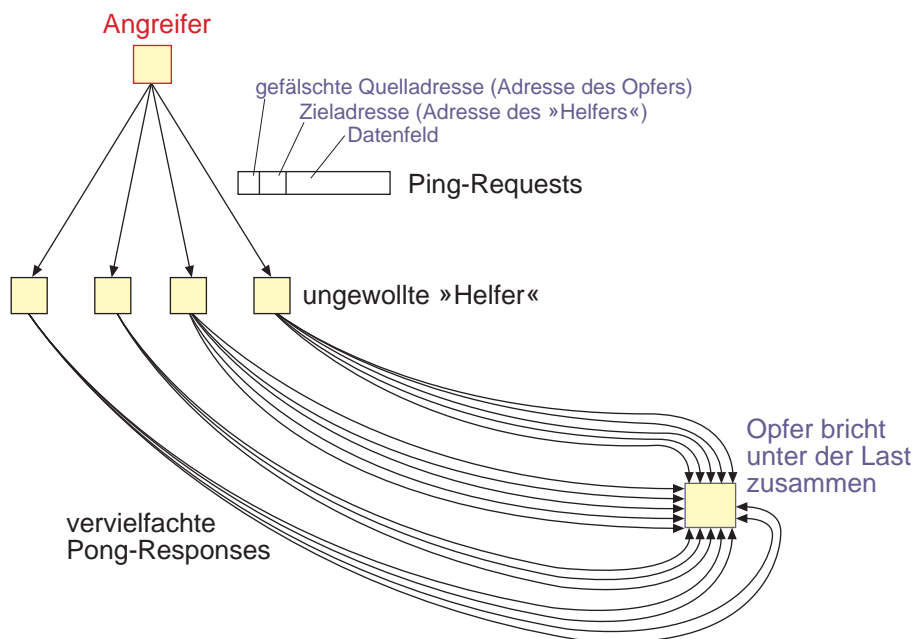 Angreifer
gefälschte Quelladresse (Adresse des Opfers)
Zieladresse (Adresse des »Helfers«)
Datenfeld
Ping-Requests
ungewollte »Helfer«
Opfer bricht
unter der Last
zusammen
vervielfachte
Pong-Responses